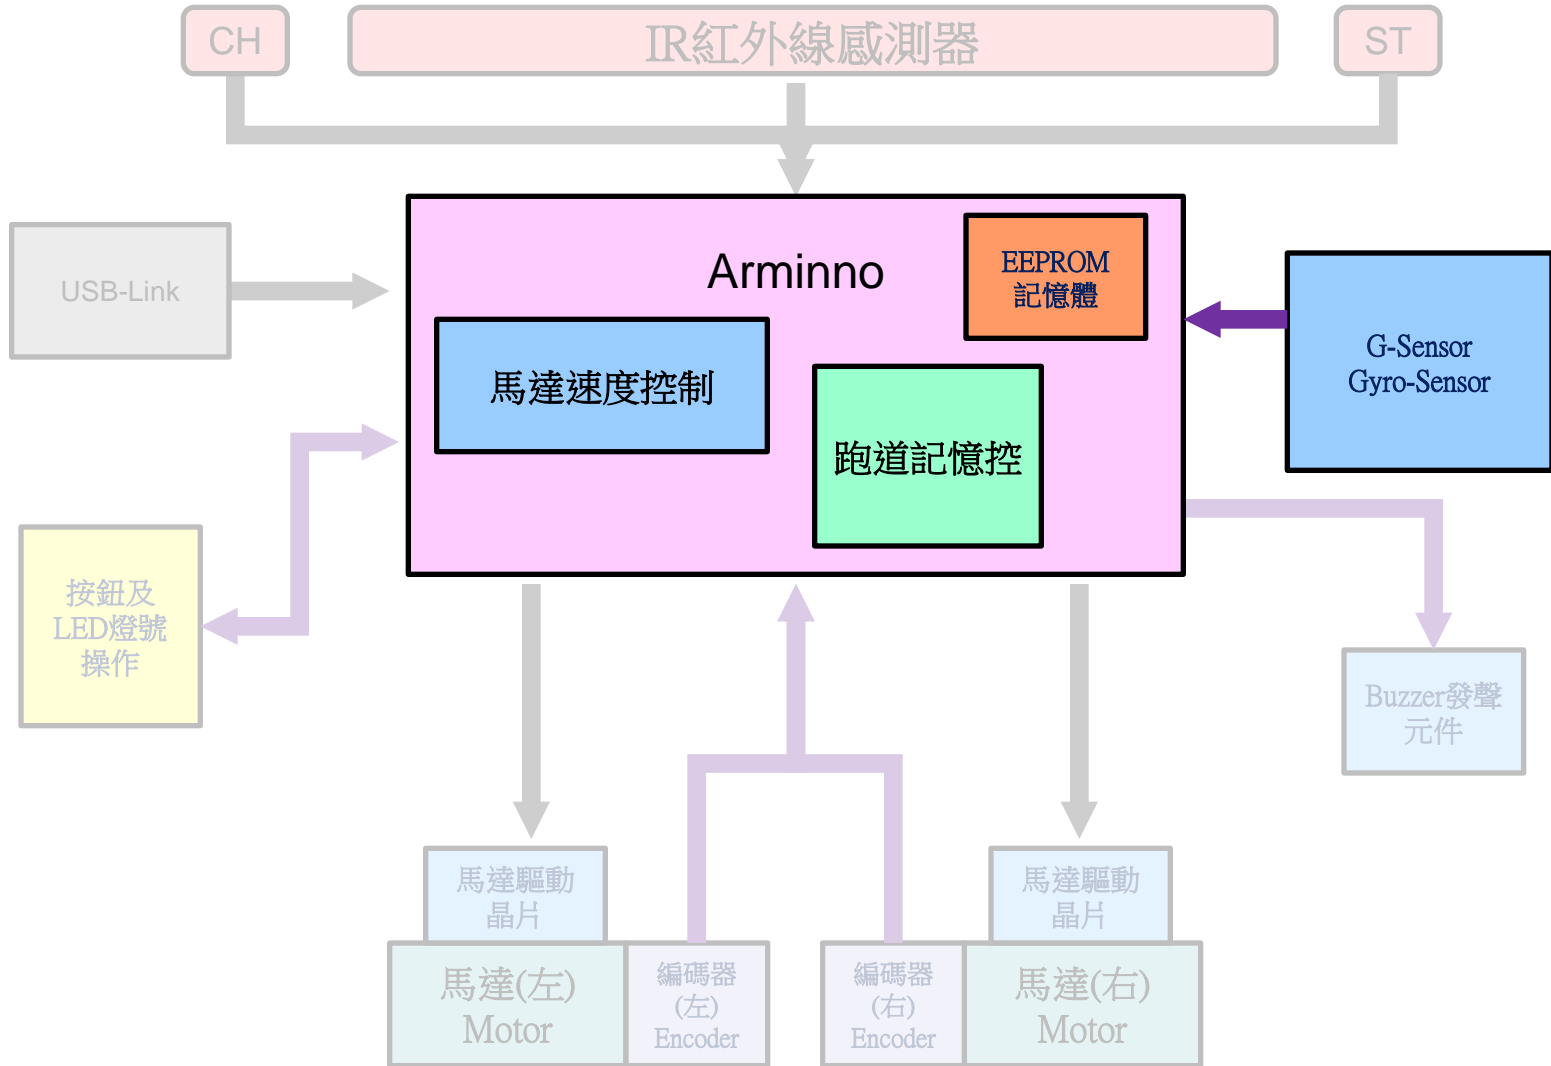 CH
IR紅外線感測器
ST
Arminno
EEPROM
記憶體
USB-Link
G-Sensor
Gyro-Sensor
馬達速度控制
跑道記憶控
按鈕及
LED燈號
操作
Buzzer發聲
元件
馬達驅動
晶片
馬達驅動
晶片
馬達(左)
Motor
編碼器
(左)
Encoder
編碼器
(右)
Encoder
馬達(右)
Motor